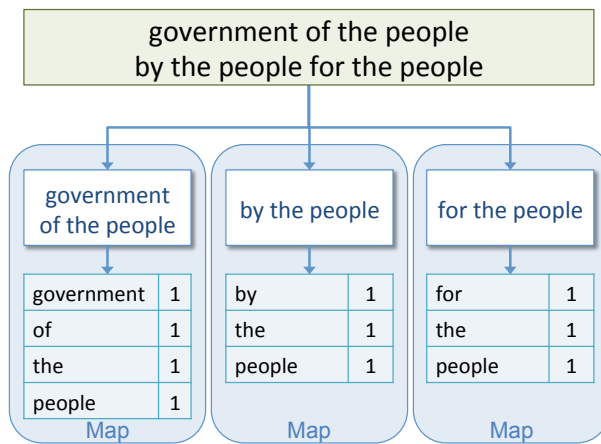 government of the people
by the people for the people
government
of the people
by the people
for the people
government 1
of 1
the 1
people 1
by 1
the 1
people 1
for 1
the 1
people 1
Map
Map
Map